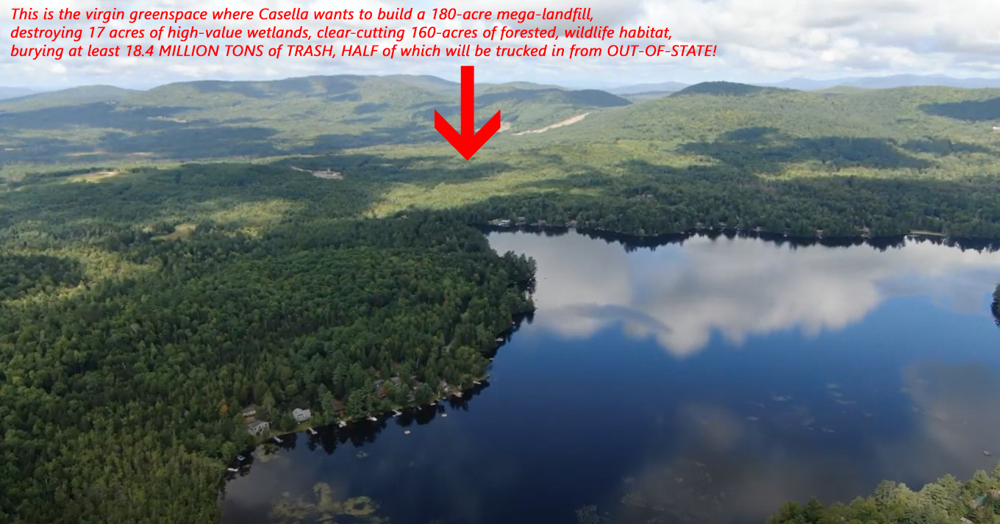 This is the virgin greenspace where Casella wants to build a 180-acre mega-landfill,
destroying 17 acres of high-value wetlands, clear-cutting 160-acres of forested, wildlife habitat,
burying at least 18.4 MILLION TONS of TRASH, HALF of which will be trucked in from OUT-OF-STATE!